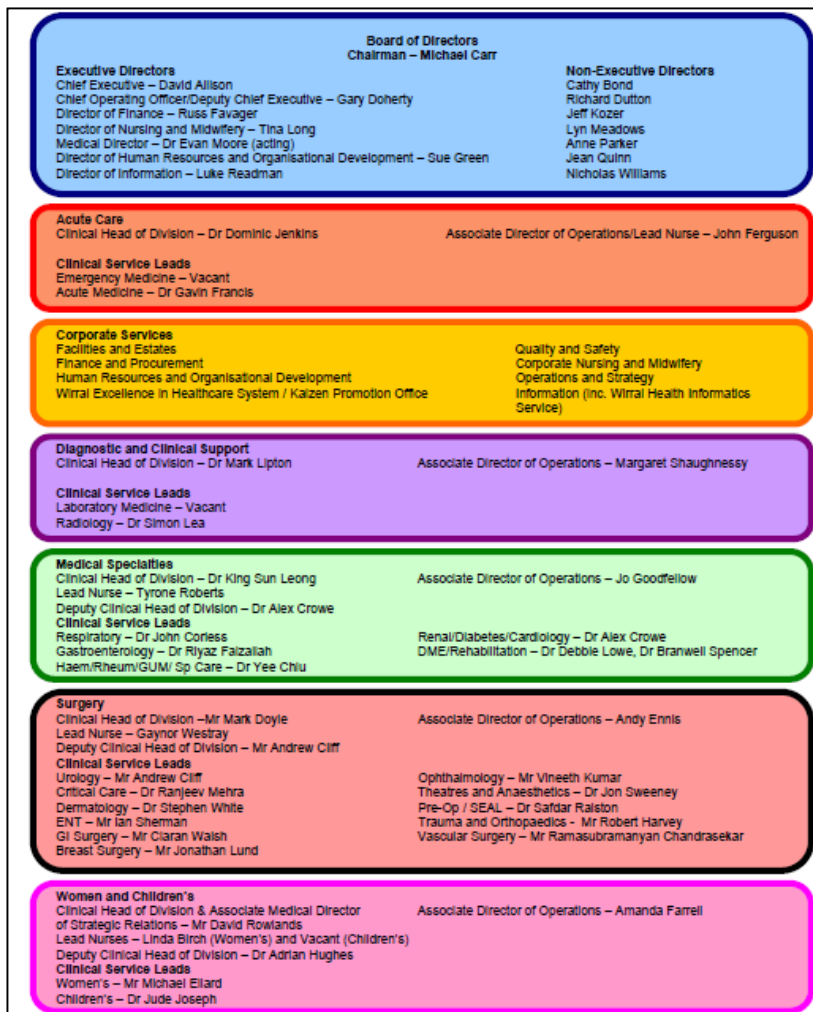 Board of Directors
Chairman – Michael Carr
Executive Directors
Chief Executive – David Allison
Chief Operating Officer/Deputy Chief Executive – Gary Doherty
Director of Finance – Russ Favager
Director of Nursing and Midwifery – Tina Long
Medical Director – Dr Evan Moore (acting)
Director of Human Resources and Organisational Development – Sue Green
Director of Information – Luke Readman
Non-Executive Directors
Cathy Bond
Richard Dutton
Jeff Kozer
Lyn Meadows
Anne Parker
Jean Quinn
Nicholas Williams
Acute Care
Clinical Head of Division – Dr Dominic Jenkins
Associate Director of Operations/Lead Nurse – John Ferguson
Clinical Service Leads
Emergency Medicine – Vacant
Acute Medicine – Dr Gavin Francis
Corporate Services
Facilities and Estates
Finance and Procurement
Human Resources and Organisational Development
Wirral Excellence in Healthcare System / Kaizen Promotion Office
Quality and Safety
Corporate Nursing and Midwifery
Operations and Strategy
Information (inc. Wirral Health Informatics
Service)
Diagnostic and Clinical Support
Clinical Head of Division – Dr Mark Lipton
Associate Director of Operations – Margaret Shaughnessy
Clinical Service Leads
Laboratory Medicine – Vacant
Radiology – Dr Simon Lea
Medical Specialties
Clinical Head of Division – Dr King Sun Leong
Associate Director of Operations – Jo Goodfellow
Lead Nurse – Tyrone Roberts
Deputy Clinical Head of Division – Dr Alex Crowe
Clinical Service Leads
Respiratory – Dr John Corless
Gastroenterology – Dr Riyaz Faizallah
Haem/Rheum/GUM/ Sp Care – Dr Yee Chiu
Renal/Diabetes/Cardiology – Dr Alex Crowe
DME/Rehabilitation – Dr Debbie Lowe, Dr Branwell Spencer
Surgery
Clinical Head of Division –Mr Mark Doyle
Associate Director of Operations – Andy Ennis
Lead Nurse – Gaynor Westray
Deputy Clinical Head of Division – Mr Andrew Cliff
Clinical Service Leads
Urology – Mr Andrew Cliff
Critical Care – Dr Ranjeev Mehra
Dermatology – Dr Stephen White
ENT – Mr Ian Sherman
GI Surgery – Mr Ciaran Walsh
Breast Surgery – Mr Jonathan Lund
Ophthalmology – Mr Vineeth Kumar
Theatres and Anaesthetics – Dr Jon Sweeney
Pre-Op / SEAL – Dr Safdar Ralston
Trauma and Orthopaedics - Mr Robert Harvey
Vascular Surgery – Mr Ramasubramanyan Chandrasekar
Women and Children's
Clinical Head of Division & Associate Medical Director
of Strategic Relations – Mr David Rowlands
Associate Director of Operations – Amanda Farrell
Lead Nurses – Linda Birch (Women's) and Vacant (Children's)
Deputy Clinical Head of Division – Dr Adrian Hughes
Clinical Service Leads
Women's – Mr Michael Ellard
Children's – Dr Jude Joseph